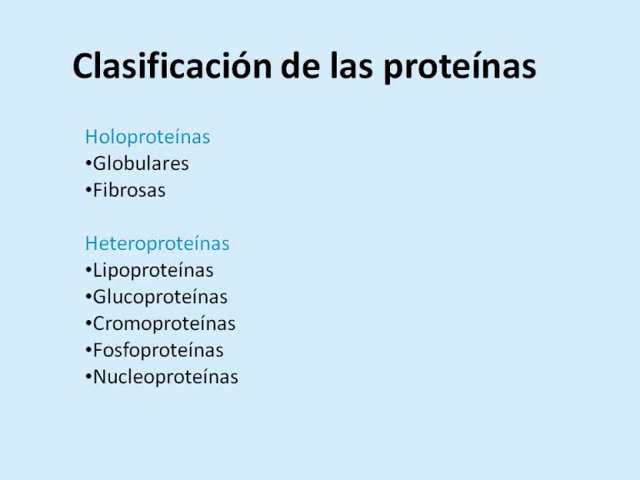 Clasificación de las proteínas
Holoproteínas
•Globulares
•Fibrosas
Heteroproteínas
•Lipoproteínas
•Glucoproteínas
•Cromoproteínas
•Fosfoproteínas
•Nucleoproteínas